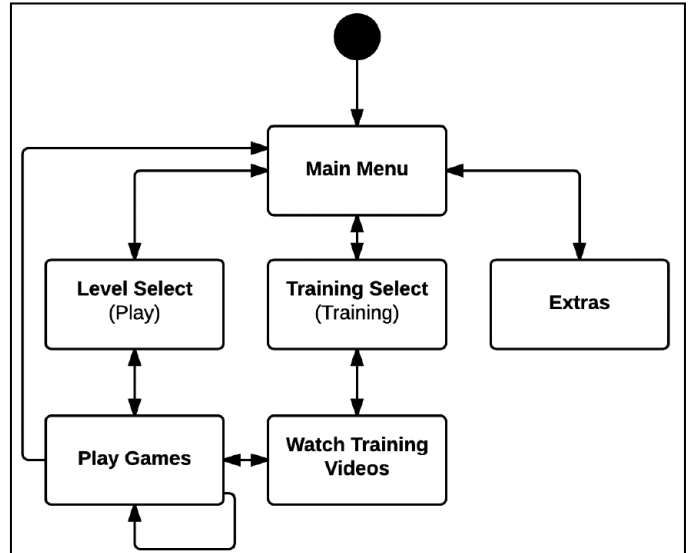 Main Menu
Level Select
(Play)
Training Select
(Training)
Extras
Play Games
Watch Training
Videos